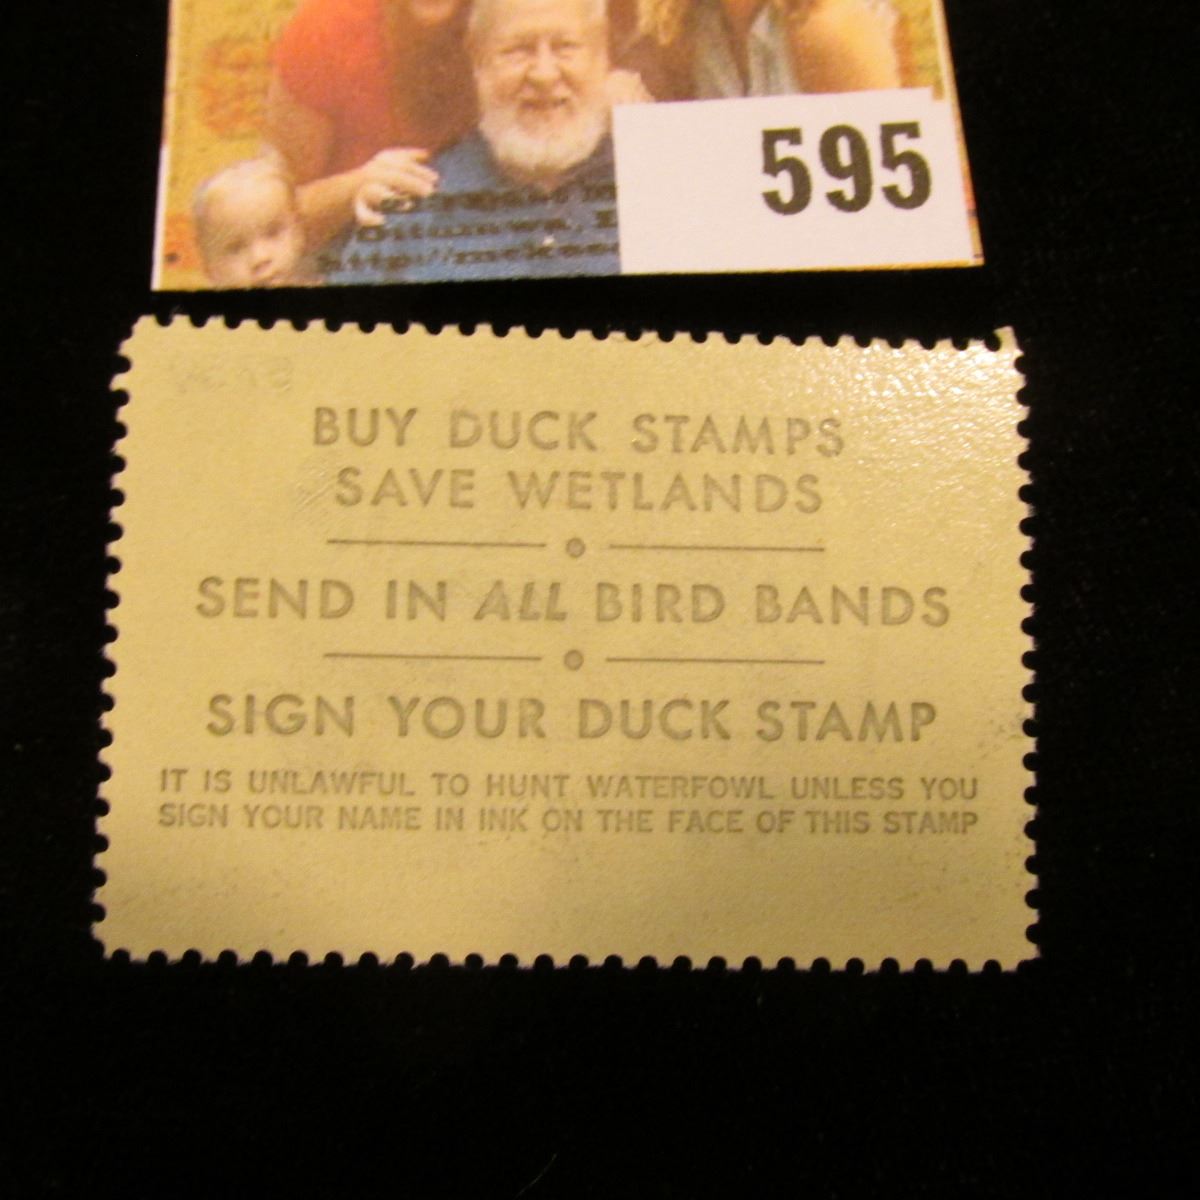 595
Ottumwa,
BUY DUCK STAMPS
SAVE WETLANDS
SEND IN ALL BIRD BANDS
SIGN YOUR DUCK STAMP
IT IS UNLAWFUL TO HUNT WATERFOWL UNLESS YOU
SIGN YOUR NAME IN INK ON THE FACE OF THIS STAMP